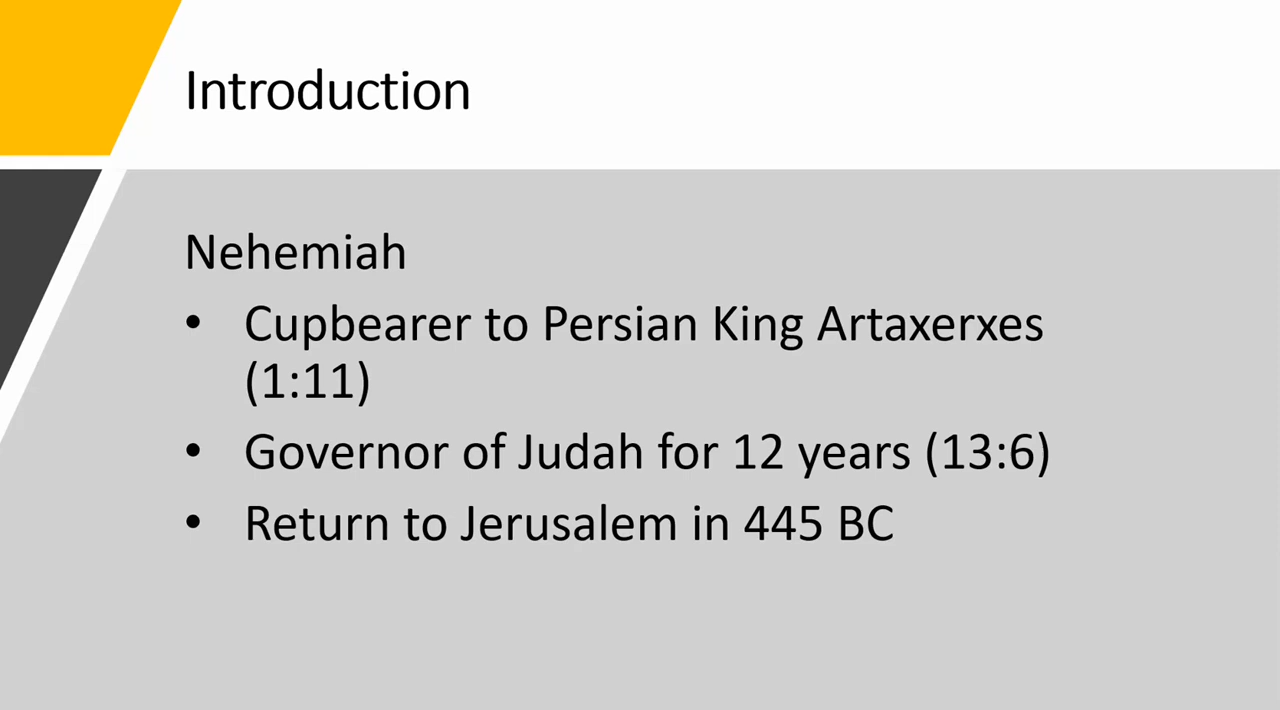 Introduction
Nehemiah
• Cupbearer to Persian King Artaxerxes
(1:11)
• Governor of Judah for 12 years (13:6)
• Return to Jerusalem in 445 BC